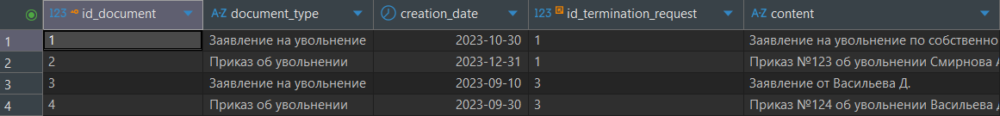 123 id_document A-Z document_type creation_date 123 id_termination_request A-Z content
1 1 Заявление на увольнение 2023-10-30 1 Заявление на увольнение по собственно
2 2 Приказ об увольнении 2023-12-31 1 Приказ №123 об увольнении Смирнова А
3 3 Заявление на увольнение 2023-09-10 3 Заявление от Васильева Д.
4 4 Приказ об увольнении 2023-09-30 3 Приказ №124 об увольнении Васильева